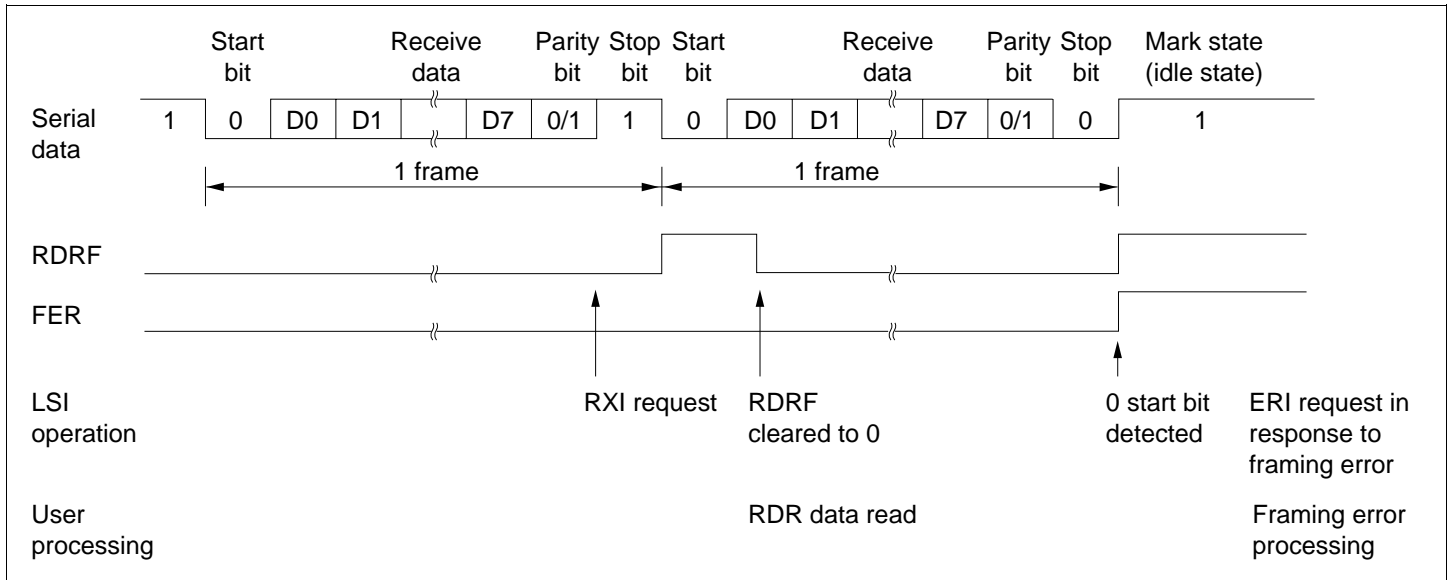 Start bit Receive data Parity bit Stop bit Start bit Receive data Parity bit Stop bit Mark state (idle state)
Serial data 1 0 D0 D1 D7 0/1 1 0 D0 D1 D7 0/1 0 1
1 frame 1 frame
RDRF
FER
LSI operation RXI request RDRF cleared to 0 0 start bit detected ERI request in response to framing error
User processing RDR data read Framing error processing